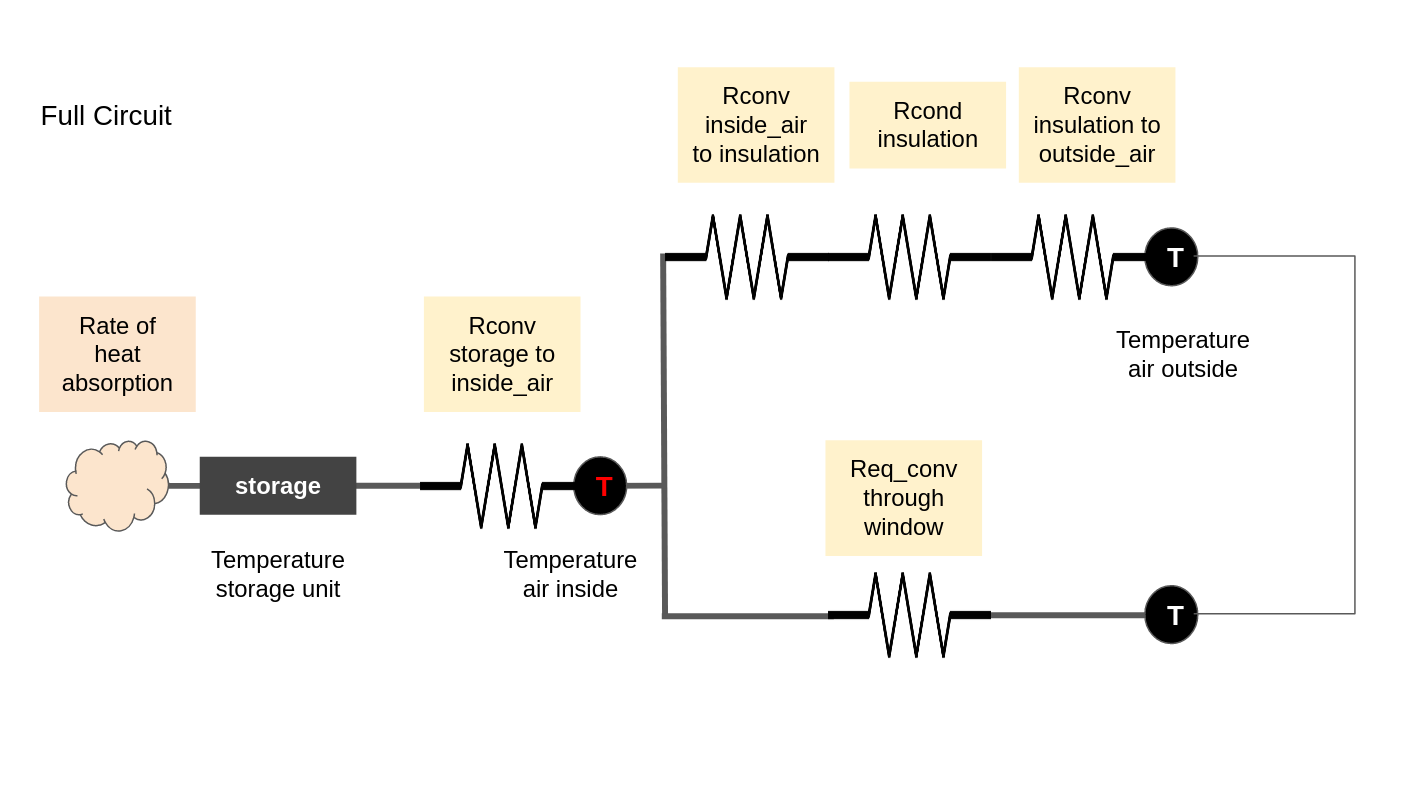 Full Circuit
Rconv
inside_air
to insulation
Rcond
insulation
Rconv
insulation to
outside_air
T
Temperature
air outside
Rate of
heat
absorption
Rconv
storage to
inside_air
storage
T
Temperature
storage unit
Temperature
air inside
Req_conv
through
window
T